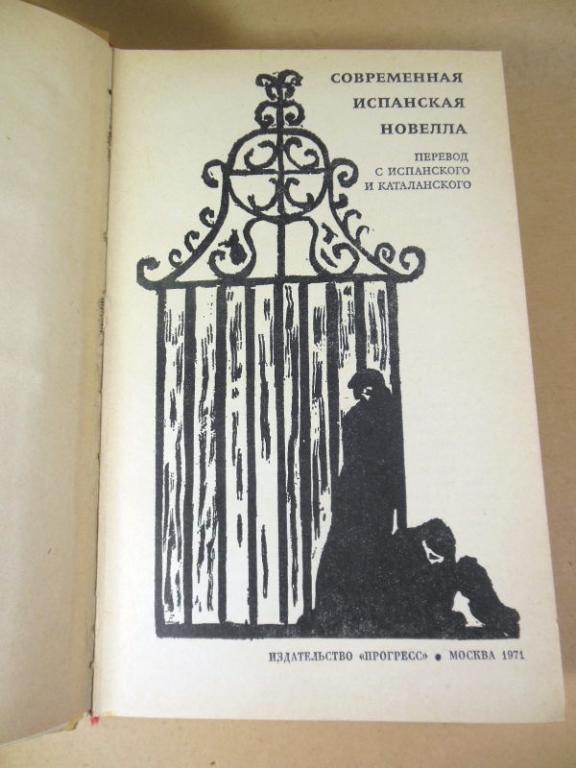 СОВРЕМЕННАЯ
ИСПАНСКАЯ
НОВЕЛЛА
ПЕРЕВОД
С ИСПАНСКОГО
И КАТАЛАНСКОГО
ИЗДАТЕЛЬСТВО «ПРОГРЕСС» • МОСКВА 1971